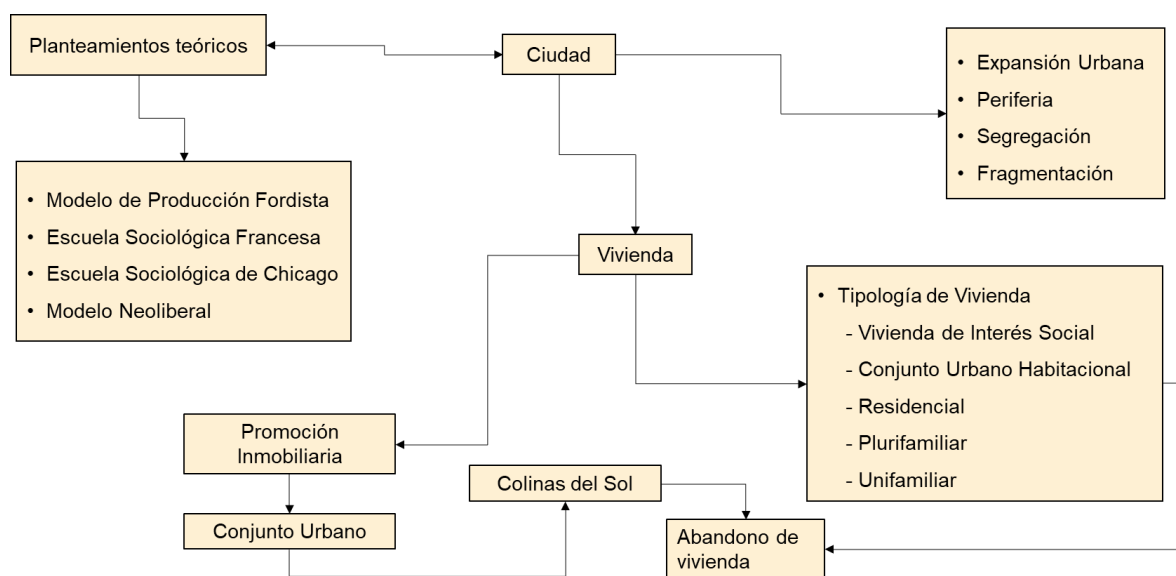 Planteamientos teóricos
Ciudad
• Expansión Urbana
• Periferia
• Segregación
• Fragmentación
• Modelo de Producción Fordista
• Escuela Sociológica Francesa
• Escuela Sociológica de Chicago
• Modelo Neoliberal
Vivienda
• Tipología de Vivienda
- Vivienda de Interés Social
- Conjunto Urbano Habitacional
- Residencial
- Plurifamiliar
- Unifamiliar
Promoción
Inmobiliaria
Conjunto Urbano
Colinas del Sol
Abandono de
vivienda